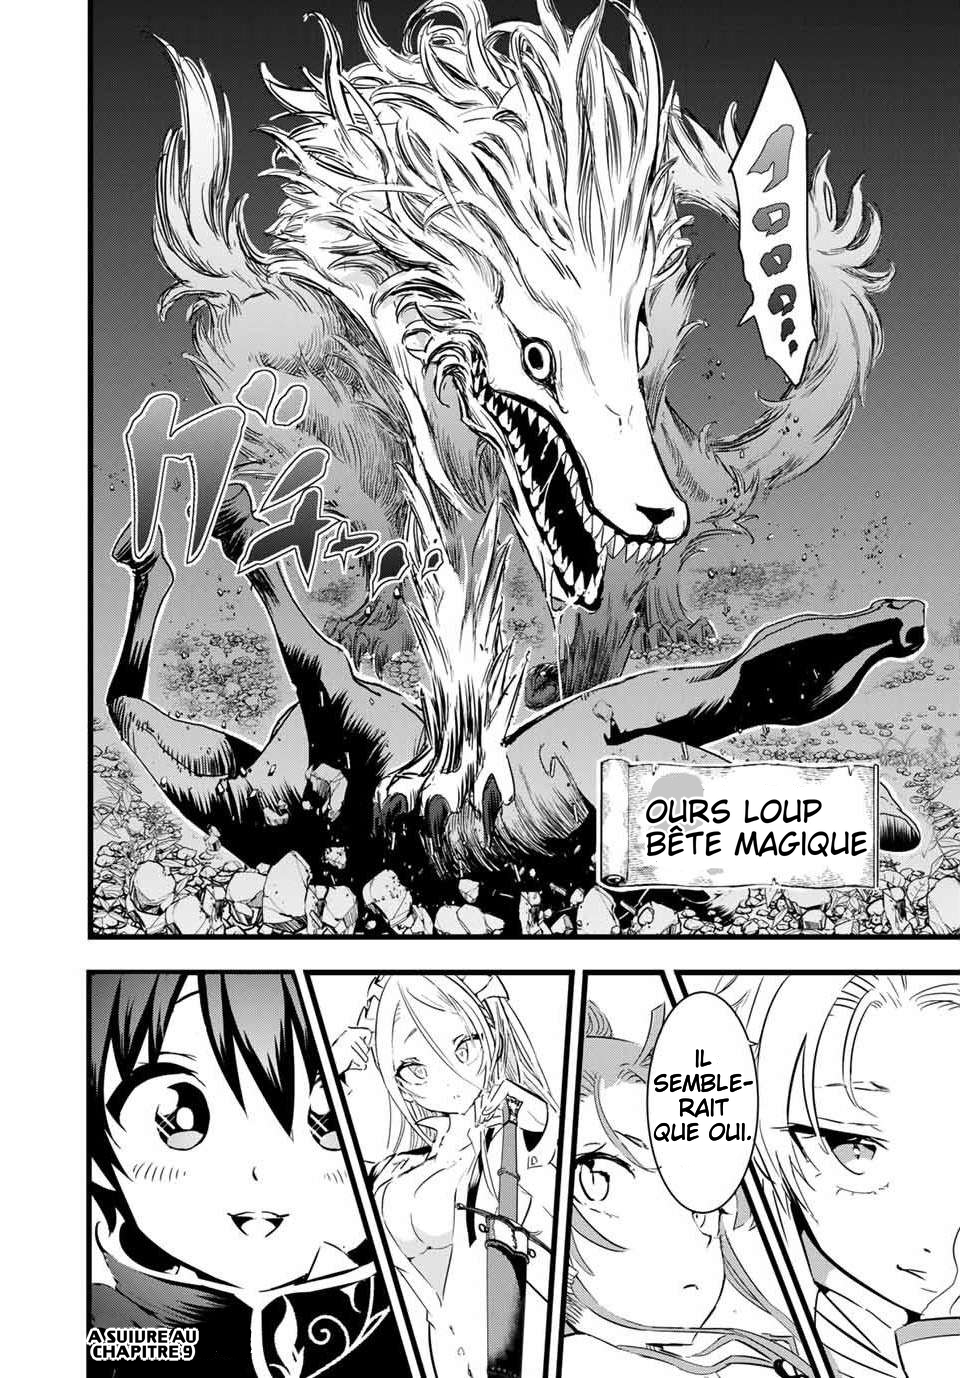 OURS LOUP
BÊTE MAGIQUE
IL
SEMBLE-
RAIT
QUE OUI.
A SUIVRE AU
CHAPITRE 9